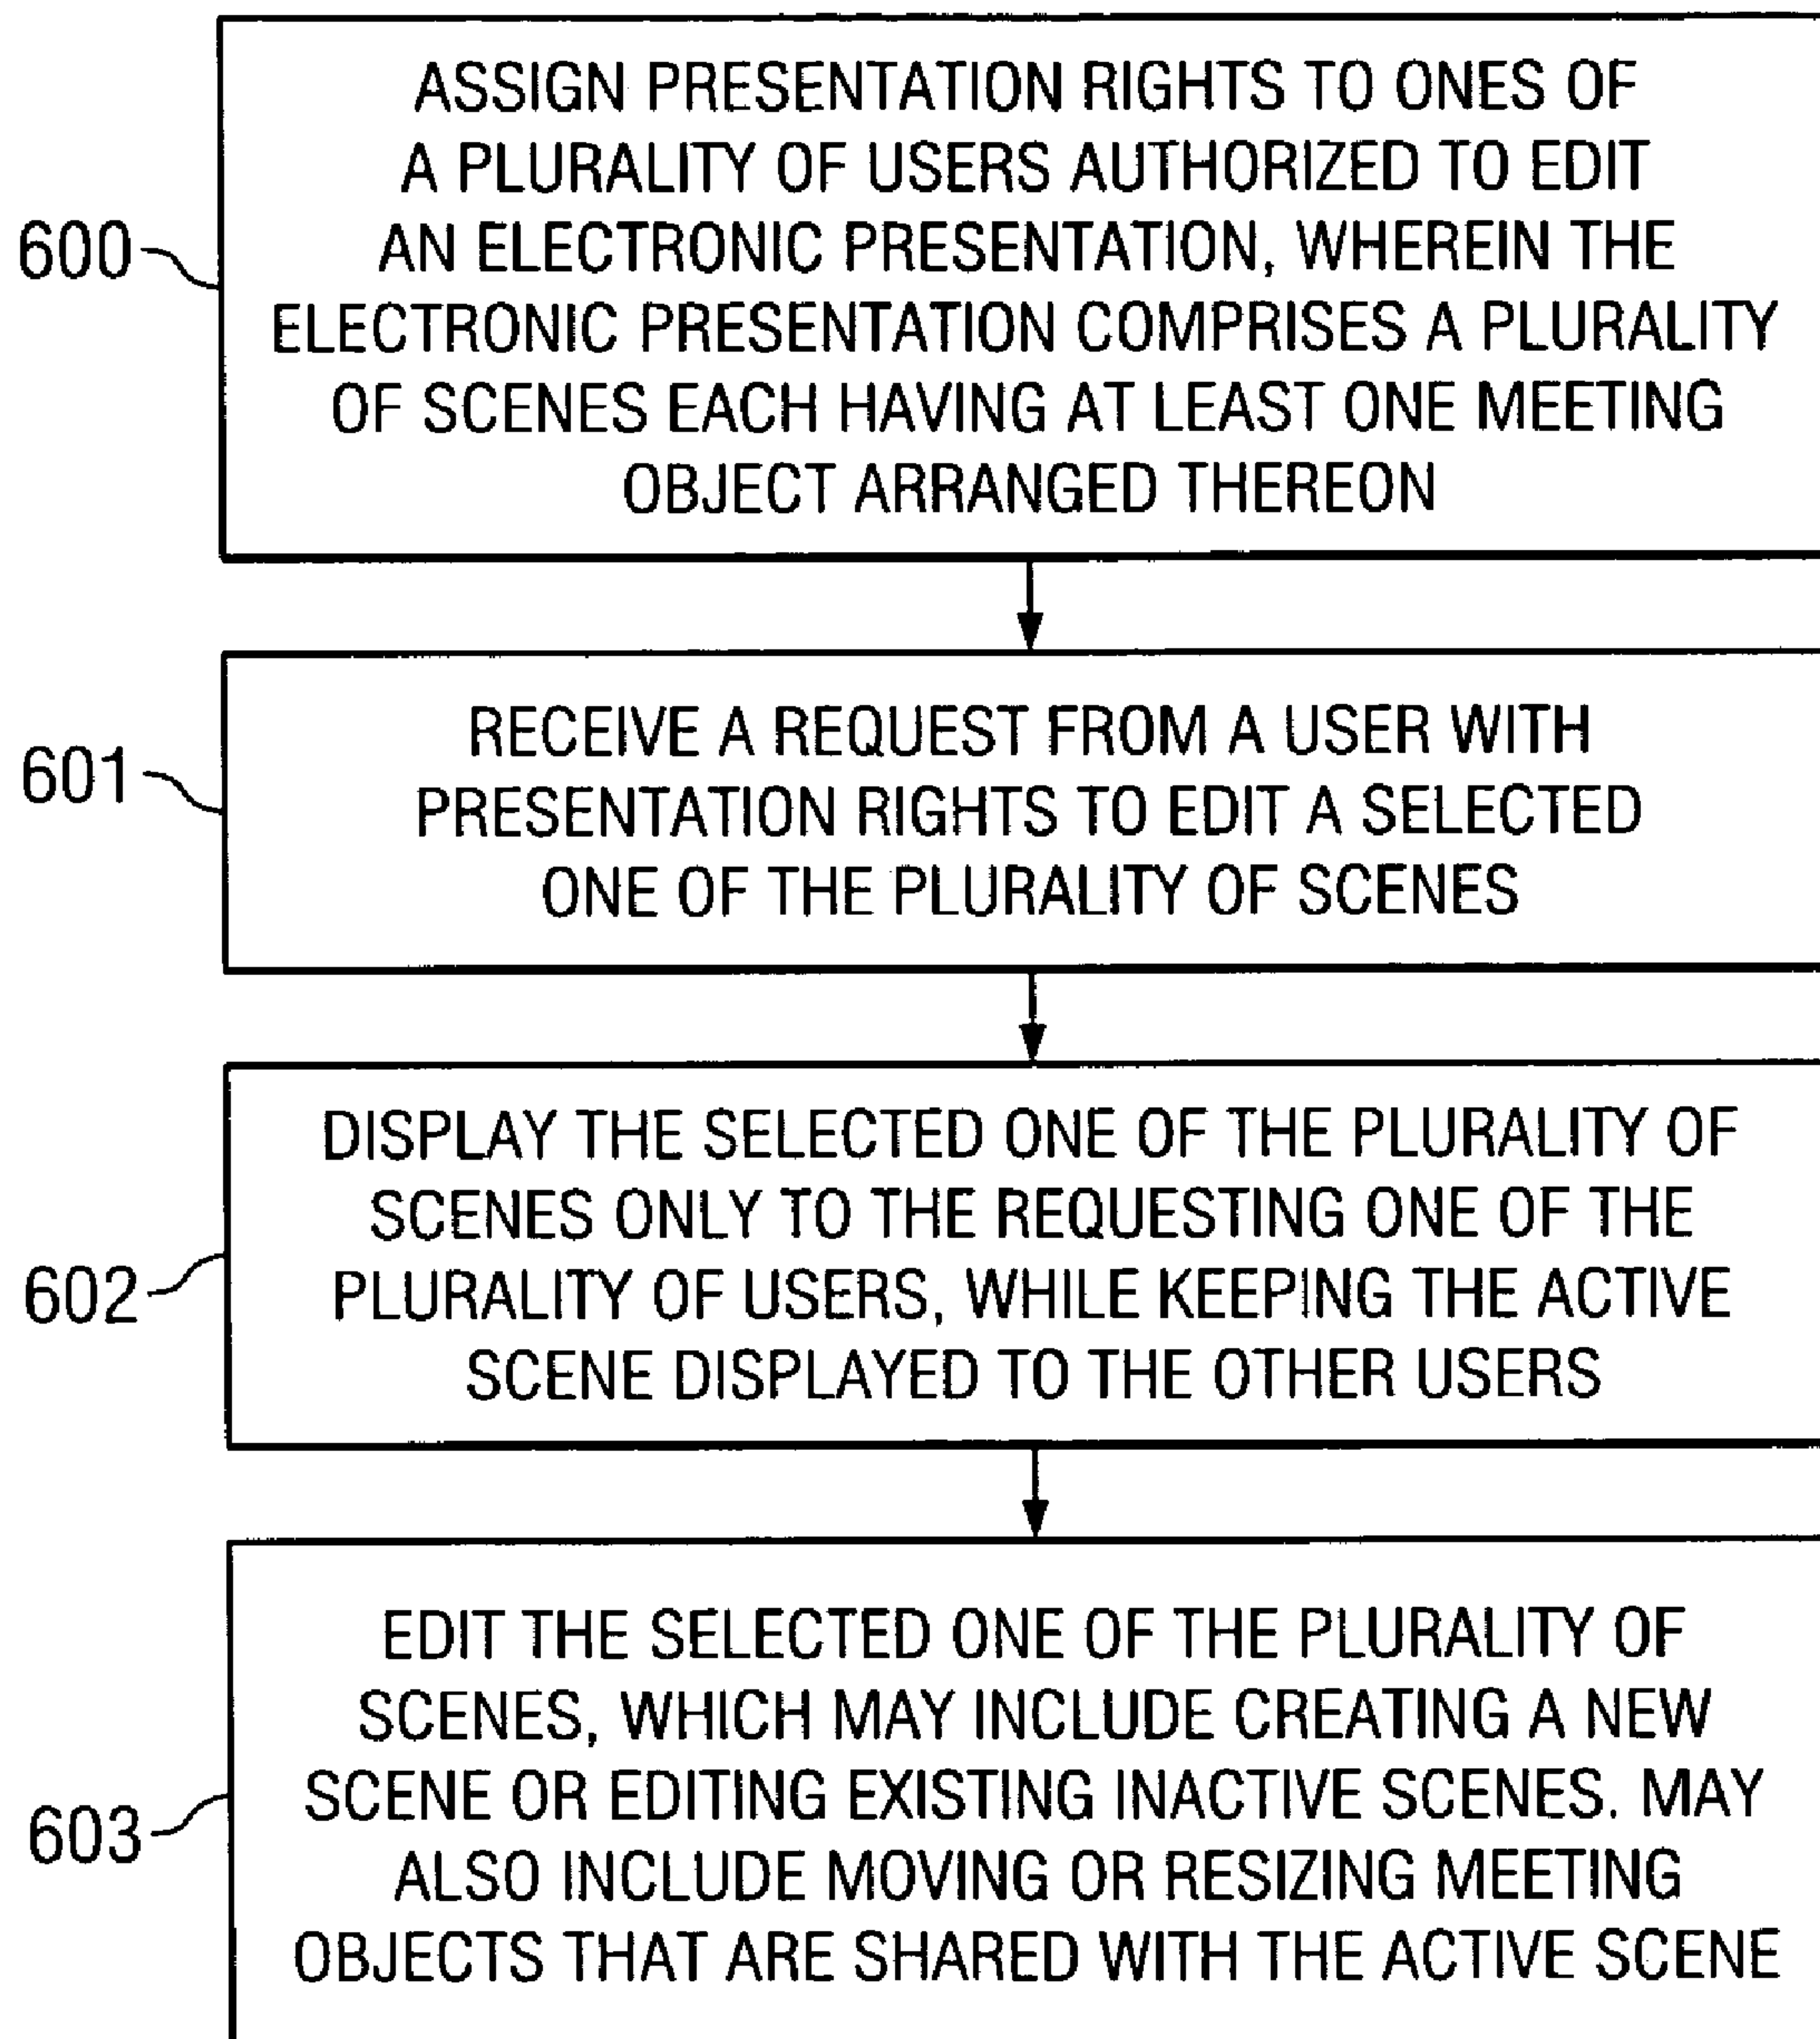 ASSIGN PRESENTATION RIGHTS TO ONES OF
A PLURALITY OF USERS AUTHORIZED TO EDIT
AN ELECTRONIC PRESENTATION, WHEREIN THE
ELECTRONIC PRESENTATION COMPRISES A PLURALITY
OF SCENES EACH HAVING AT LEAST ONE MEETING
OBJECT ARRANGED THEREON
600
RECEIVE A REQUEST FROM A USER WITH
PRESENTATION RIGHTS TO EDIT A SELECTED
ONE OF THE PLURALITY OF SCENES
601
DISPLAY THE SELECTED ONE OF THE PLURALITY OF
SCENES ONLY TO THE REQUESTING ONE OF THE
PLURALITY OF USERS, WHILE KEEPING THE ACTIVE
SCENE DISPLAYED TO THE OTHER USERS
602
EDIT THE SELECTED ONE OF THE PLURALITY OF
SCENES, WHICH MAY INCLUDE CREATING A NEW
SCENE OR EDITING EXISTING INACTIVE SCENES. MAY
ALSO INCLUDE MOVING OR RESIZING MEETING
OBJECTS THAT ARE SHARED WITH THE ACTIVE SCENE
603